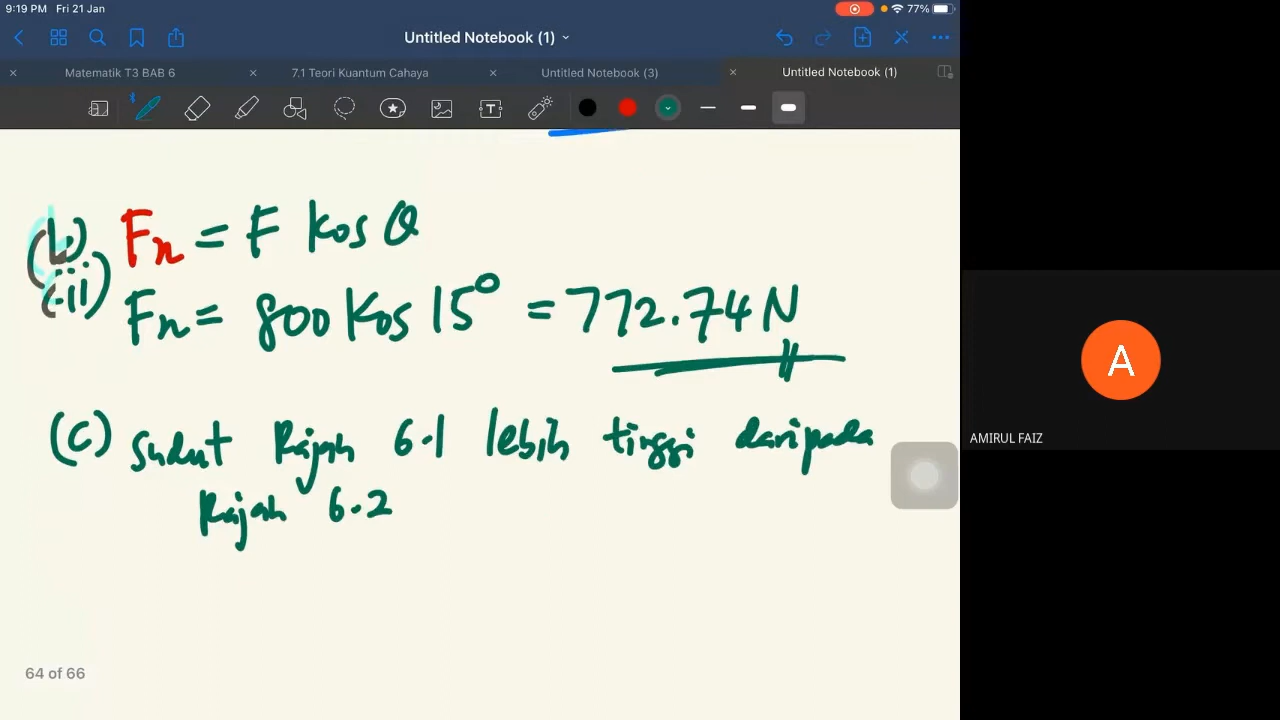 9:19 PM Fri 21 Jan
77%
Untitled Notebook (1)
Matematik T3 BAB 6
7.1 Teori Kuantum Cahaya
Untitled Notebook (3)
Untitled Notebook (1)
(b) Fx = F Kos θ
(ii) Fx = 800 Kos 15° = 772.74 N
(c) Sudut Rajah 6.1 lebih tinggi daripada
Rajah 6.2
64 of 66
A
AMIRUL FAIZ